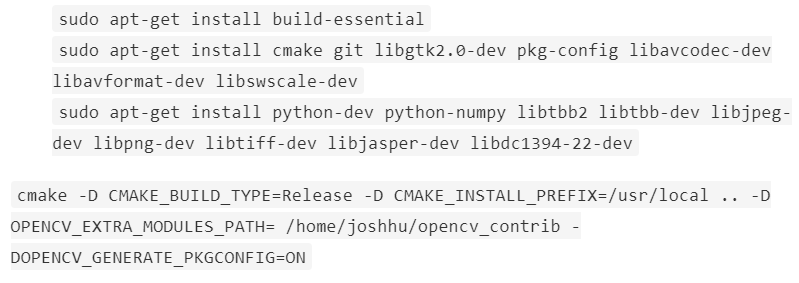 sudo apt-get install build-essential
sudo apt-get install cmake git libgtk2.0-dev pkg-config libavcodec-dev
libavformat-dev libswscale-dev
sudo apt-get install python-dev python-numpy libtbb2 libtbb-dev libjpeg-
dev libpng-dev libtiff-dev libjasper-dev libdc1394-22-dev
cmake -D CMAKE_BUILD_TYPE=Release -D CMAKE_INSTALL_PREFIX=/usr/local .. -D
OPENCV_EXTRA_MODULES_PATH= /home/joshhu/opencv_contrib -
DOPENCV_GENERATE_PKGCONFIG=ON